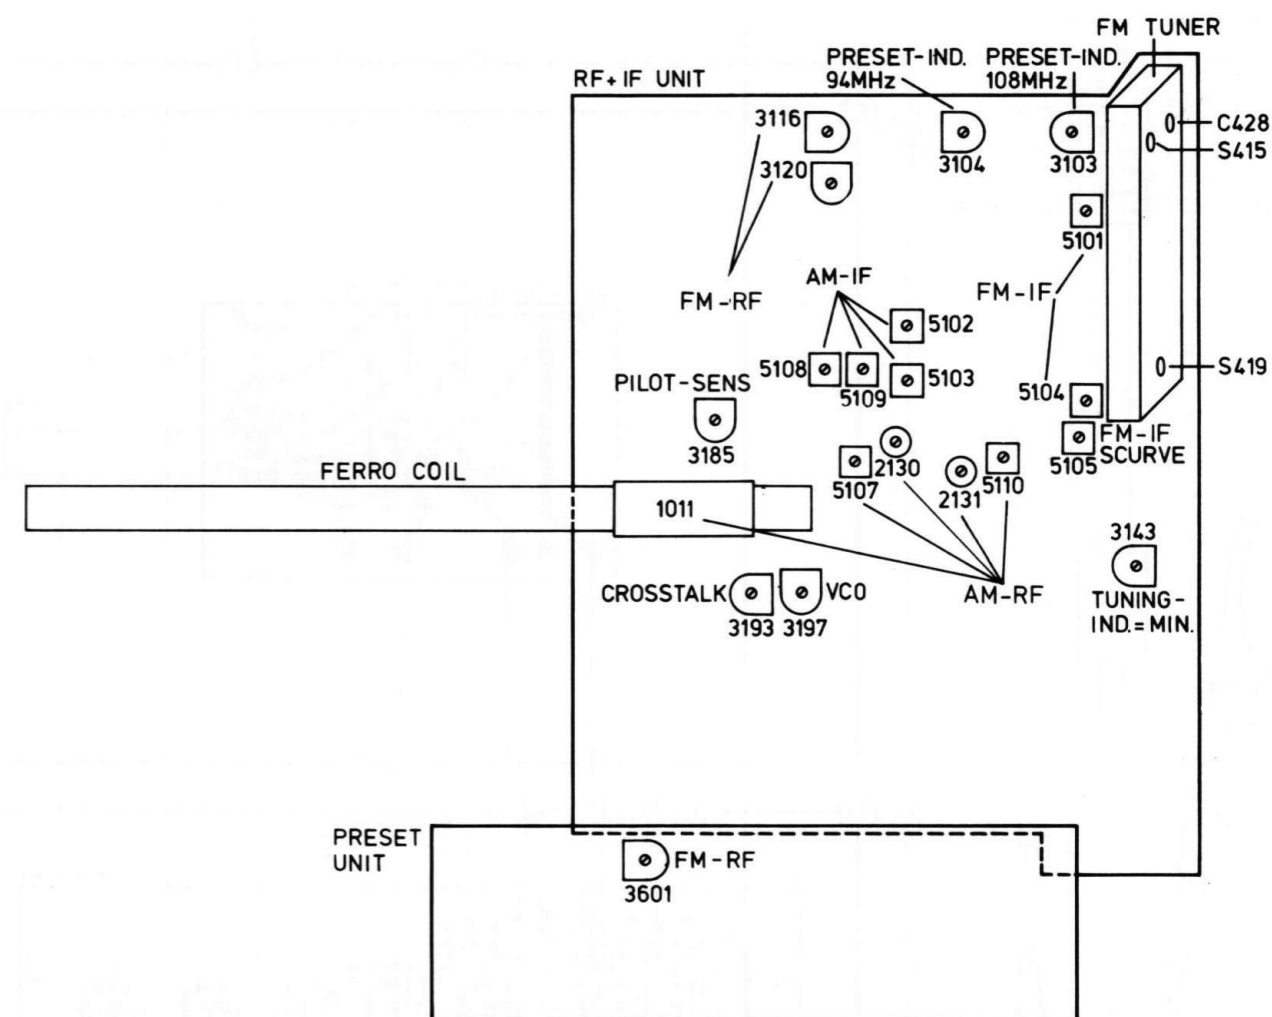 FM TUNER
PRESET-IND.
94MHz
PRESET-IND.
108MHz
RF+IF UNIT
3116
3104
3103
C428
S415
3120
5101
FM-RF
AM-IF
FM-IF
5102
5108
5109
5103
S419
PILOT-SENS
3185
5104
FM-IF
SCURVE
5105
FERRO COIL
1011
5107
2130
2131
5110
3143
TUNING-
IND.=MIN.
CROSSTALK
3193
3197
VCO
AM-RF
PRESET
UNIT
FM-RF
3601